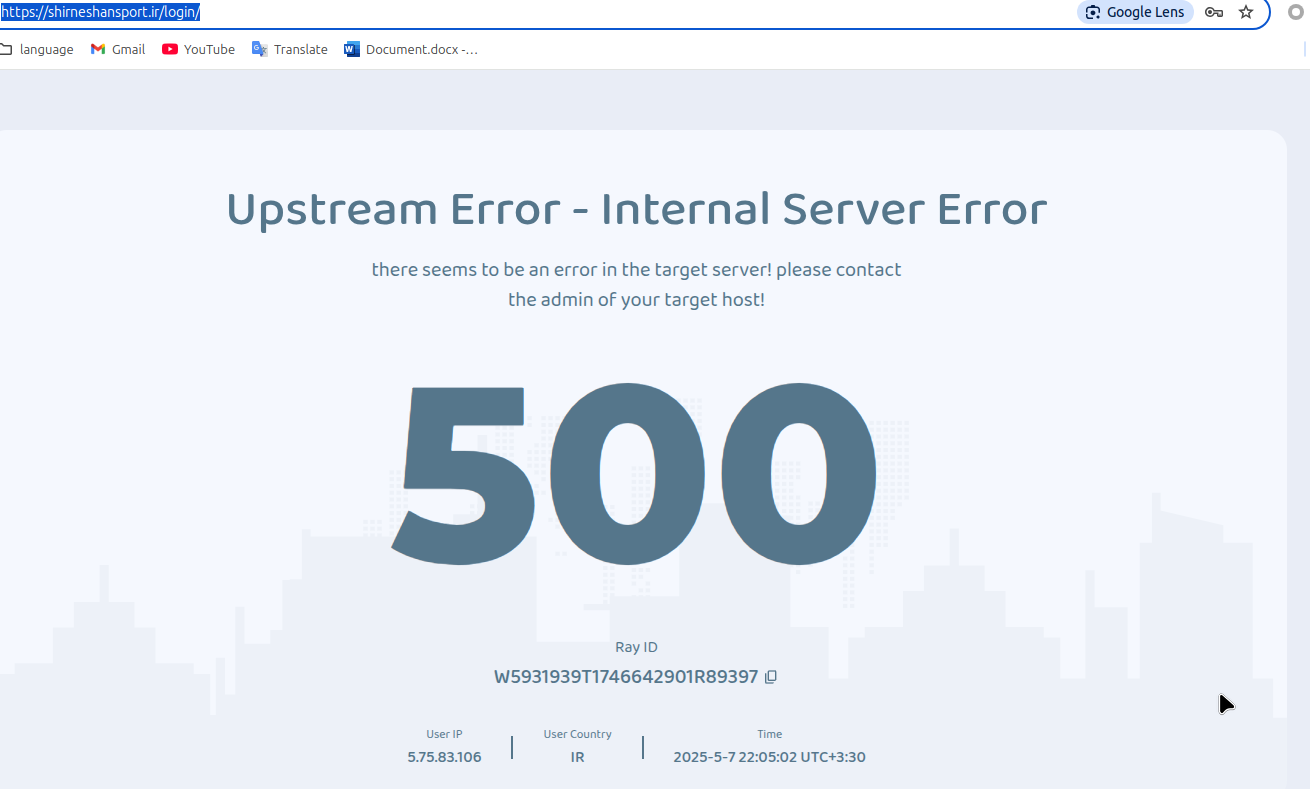 https://shirneshansport.ir/login/
Google Lens
language
Gmail
YouTube
Translate
Document.docx -...
Upstream Error - Internal Server Error
there seems to be an error in the target server! please contact
the admin of your target host!
500
Ray ID
W5931939T1746642901R89397
User IP
User Country
Time
5.75.83.106
IR
2025-5-7 22:05:02 UTC+3:30